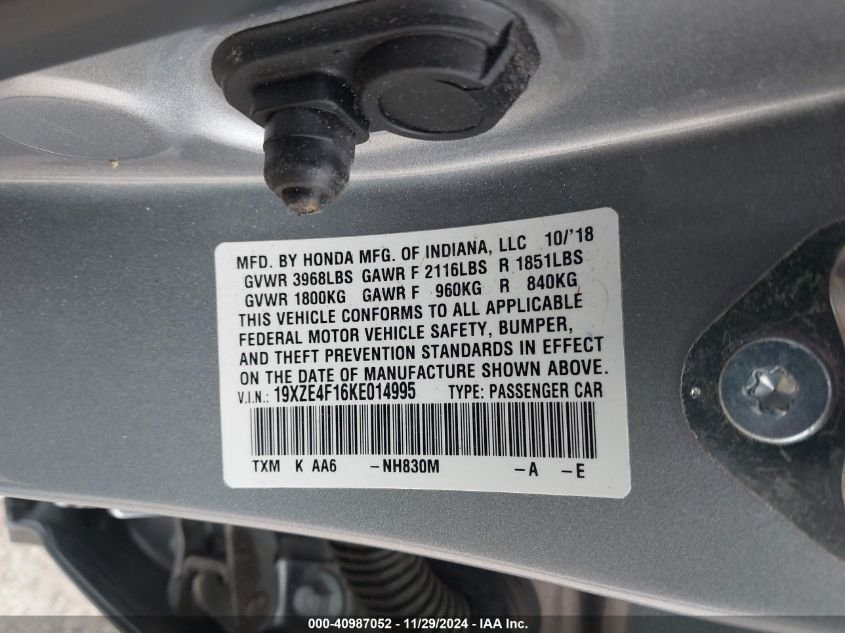 MFD. BY HONDA MFG. OF INDIANA, LLC 10/'18
GVWR 3968LBS GAWR F 2116LBS R 1851LBS
GVWR 1800KG GAWR F 960KG R 840KG
THIS VEHICLE CONFORMS TO ALL APPLICABLE
FEDERAL MOTOR VEHICLE SAFETY, BUMPER,
AND THEFT PREVENTION STANDARDS IN EFFECT
ON THE DATE OF MANUFACTURE SHOWN ABOVE.
V.I.N.: 19XZE4F16KE014995 TYPE: PASSENGER CAR
TXM K AA6 -NH830M -A -E
000-40987052 - 11/29/2024 - IAA Inc.